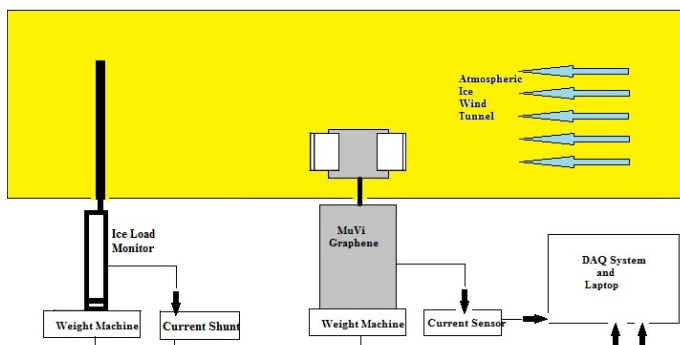 Atmospheric
Ice
Wind
Tunnel
Ice Load
Monitor
MuVi
Graphene
DAQ System
and
Laptop
Weight Machine
Current Shunt
Weight Machine
Current Sensor